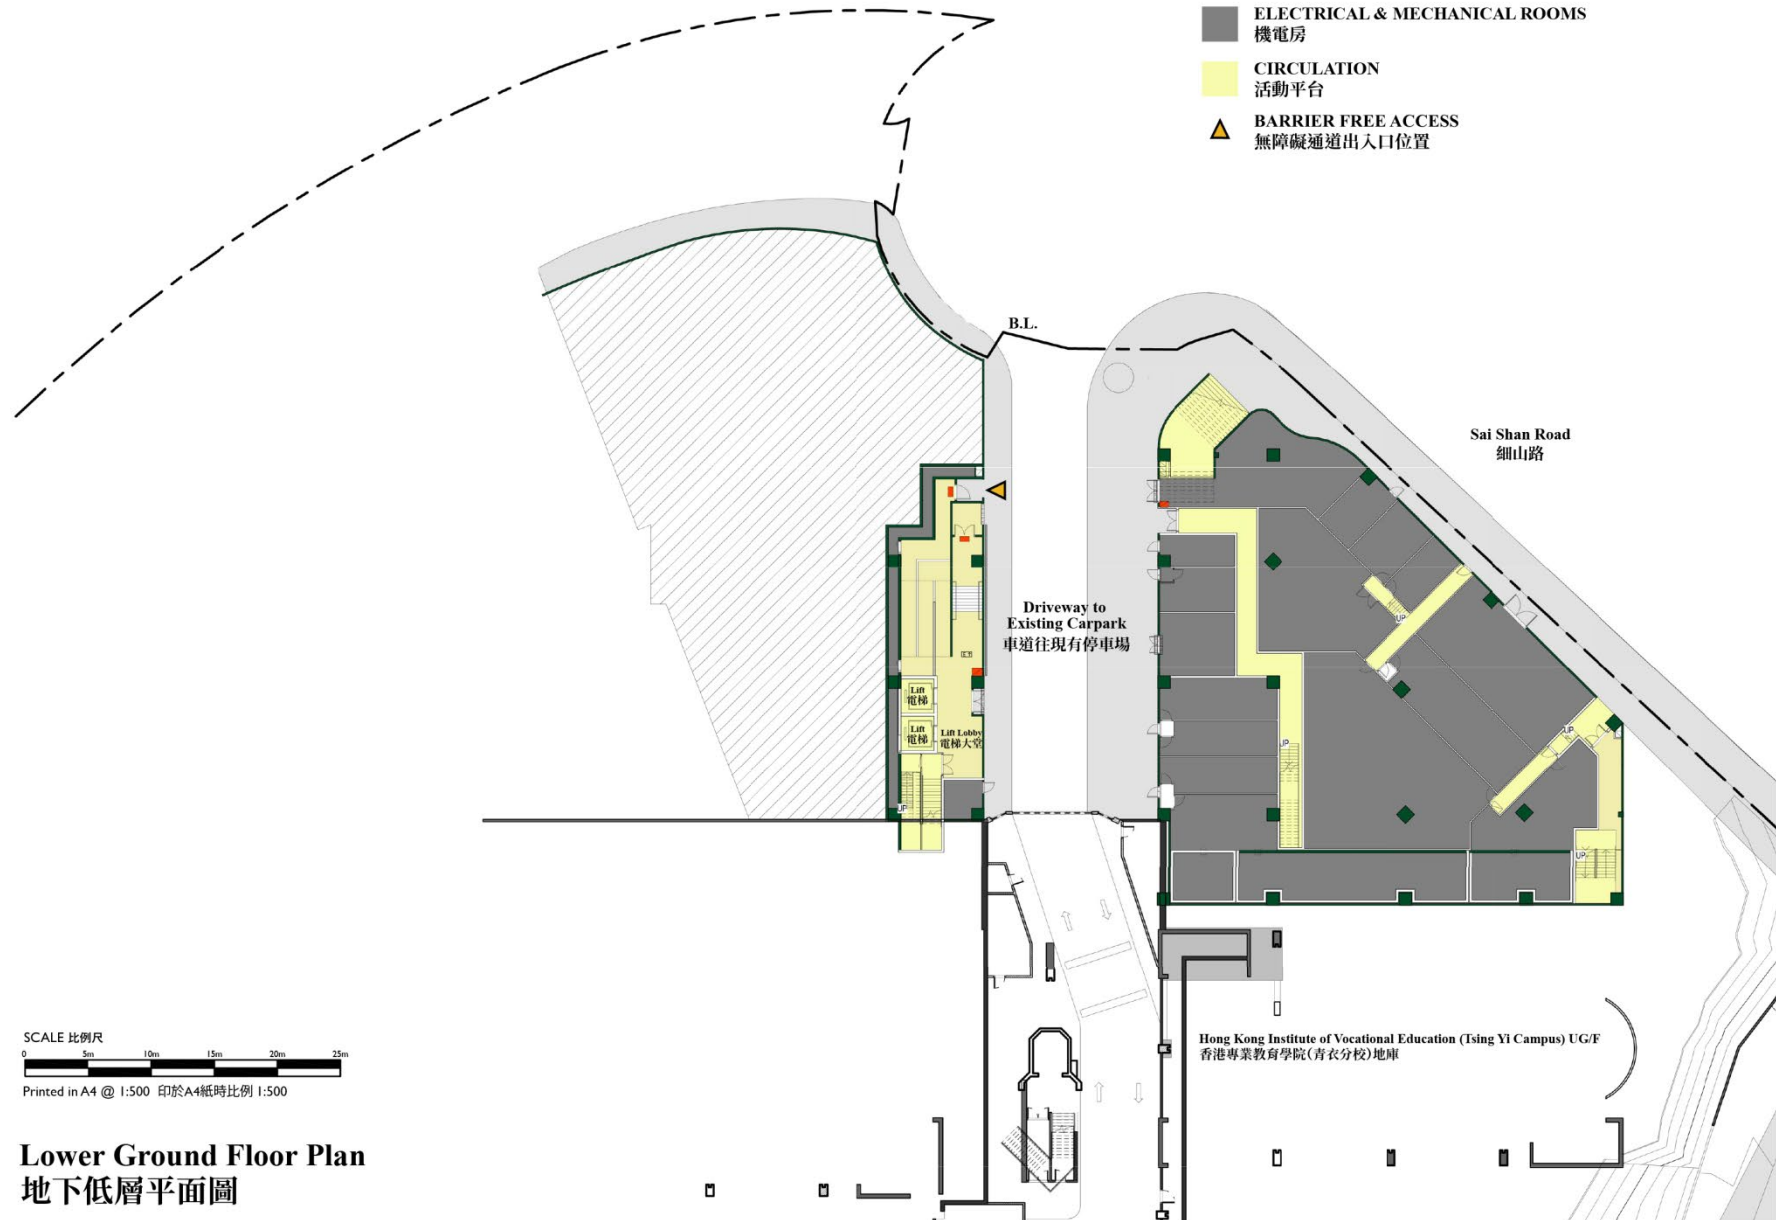 ELECTRICAL & MECHANICAL ROOMS
機電房
CIRCULATION
活動平台
BARRIER FREE ACCESS
無障礙通道出入口位置
B.L.
Sai Shan Road
細山路
Driveway to
Existing Carpark
車道往現有停車場
Lift
電梯
Lift
電梯
Lift Lobby
電梯大堂
UP
UP
UP
UP
UP
Hong Kong Institute of Vocational Education (Tsing Yi Campus) UG/F
香港專業教育學院(青衣分校)地庫
SCALE 比例尺
0 5m 10m 15m 20m 25m
Printed in A4 @ 1:500 印於A4紙時比例 1:500
Lower Ground Floor Plan
地下低層平面圖